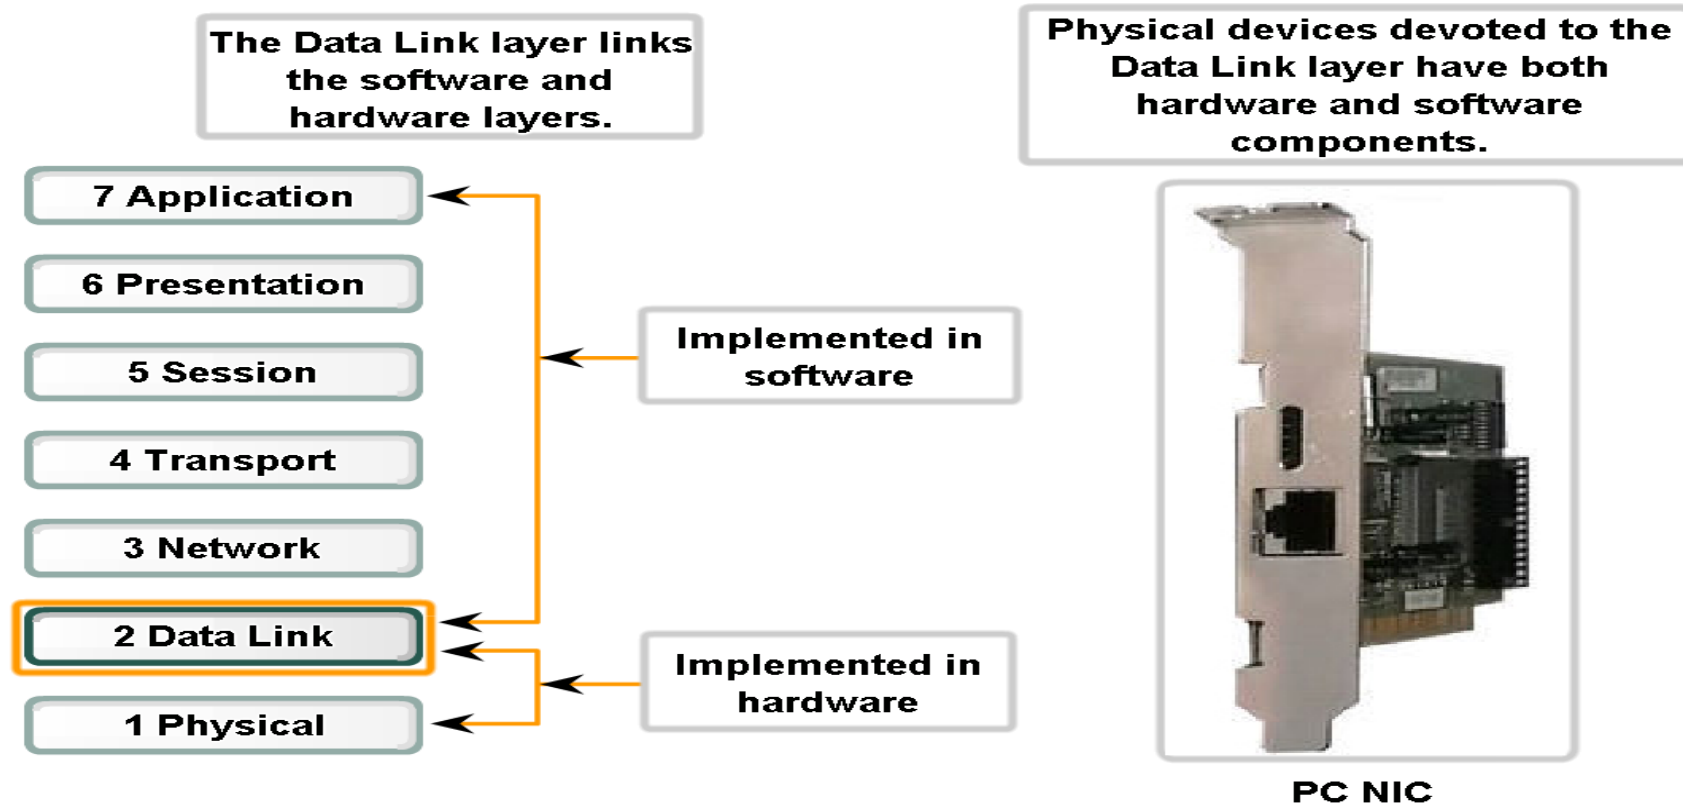 The Data Link layer links
the software and
hardware layers.
Physical devices devoted to the
Data Link layer have both
hardware and software
components.
7 Application
6 Presentation
5 Session
4 Transport
3 Network
2 Data Link
1 Physical
Implemented in
software
Implemented in
hardware
PC NIC